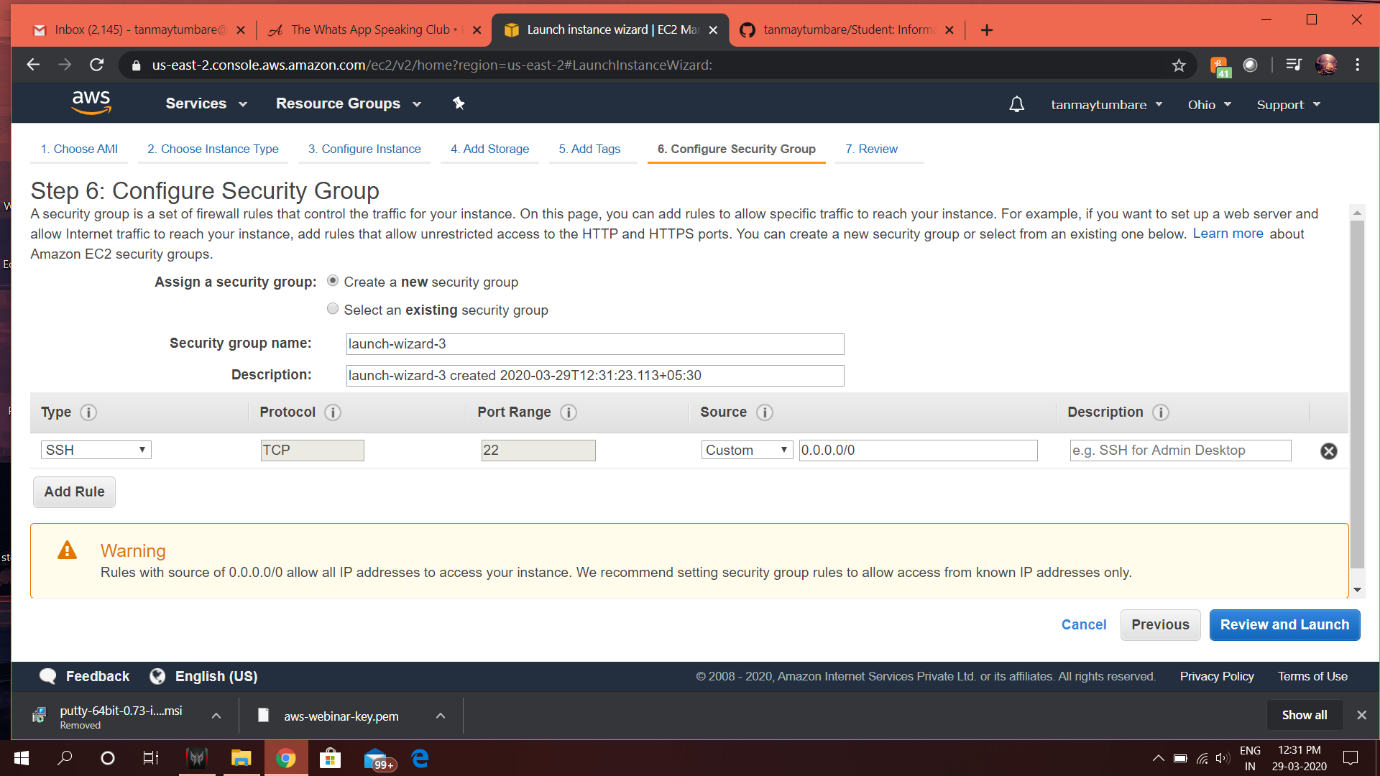 Inbox (2,145) - tanmaytumbare@
The Whats App Speaking Club •
Launch instance wizard | EC2 Ma
tanmaytumbare/Student: Inform
us-east-2.console.aws.amazon.com/ec2/v2/home?region=us-east-2#LaunchInstanceWizard:
41
aws Services Resource Groups tanmaytumbare Ohio Support
1. Choose AMI 2. Choose Instance Type 3. Configure Instance 4. Add Storage 5. Add Tags 6. Configure Security Group 7. Review
Step 6: Configure Security Group
A security group is a set of firewall rules that control the traffic for your instance. On this page, you can add rules to allow specific traffic to reach your instance. For example, if you want to set up a web server and
allow Internet traffic to reach your instance, add rules that allow unrestricted access to the HTTP and HTTPS ports. You can create a new security group or select from an existing one below. Learn more about
Amazon EC2 security groups.
Assign a security group: Create a new security group
Select an existing security group
Security group name: launch-wizard-3
Description: launch-wizard-3 created 2020-03-29T12:31:23.113+05:30
Type Protocol Port Range Source Description
SSH TCP 22 Custom 0.0.0.0/0 e.g. SSH for Admin Desktop
Add Rule
Warning
Rules with source of 0.0.0.0/0 allow all IP addresses to access your instance. We recommend setting security group rules to allow access from known IP addresses only.
Cancel Previous Review and Launch
Feedback English (US) © 2008 - 2020, Amazon Internet Services Private Ltd. or its affiliates. All rights reserved. Privacy Policy Terms of Use
putty-64bit-0.73-i....msi
Removed
aws-webinar-key.pem
Show all
99+
ENG
IN
12:31 PM
29-03-2020